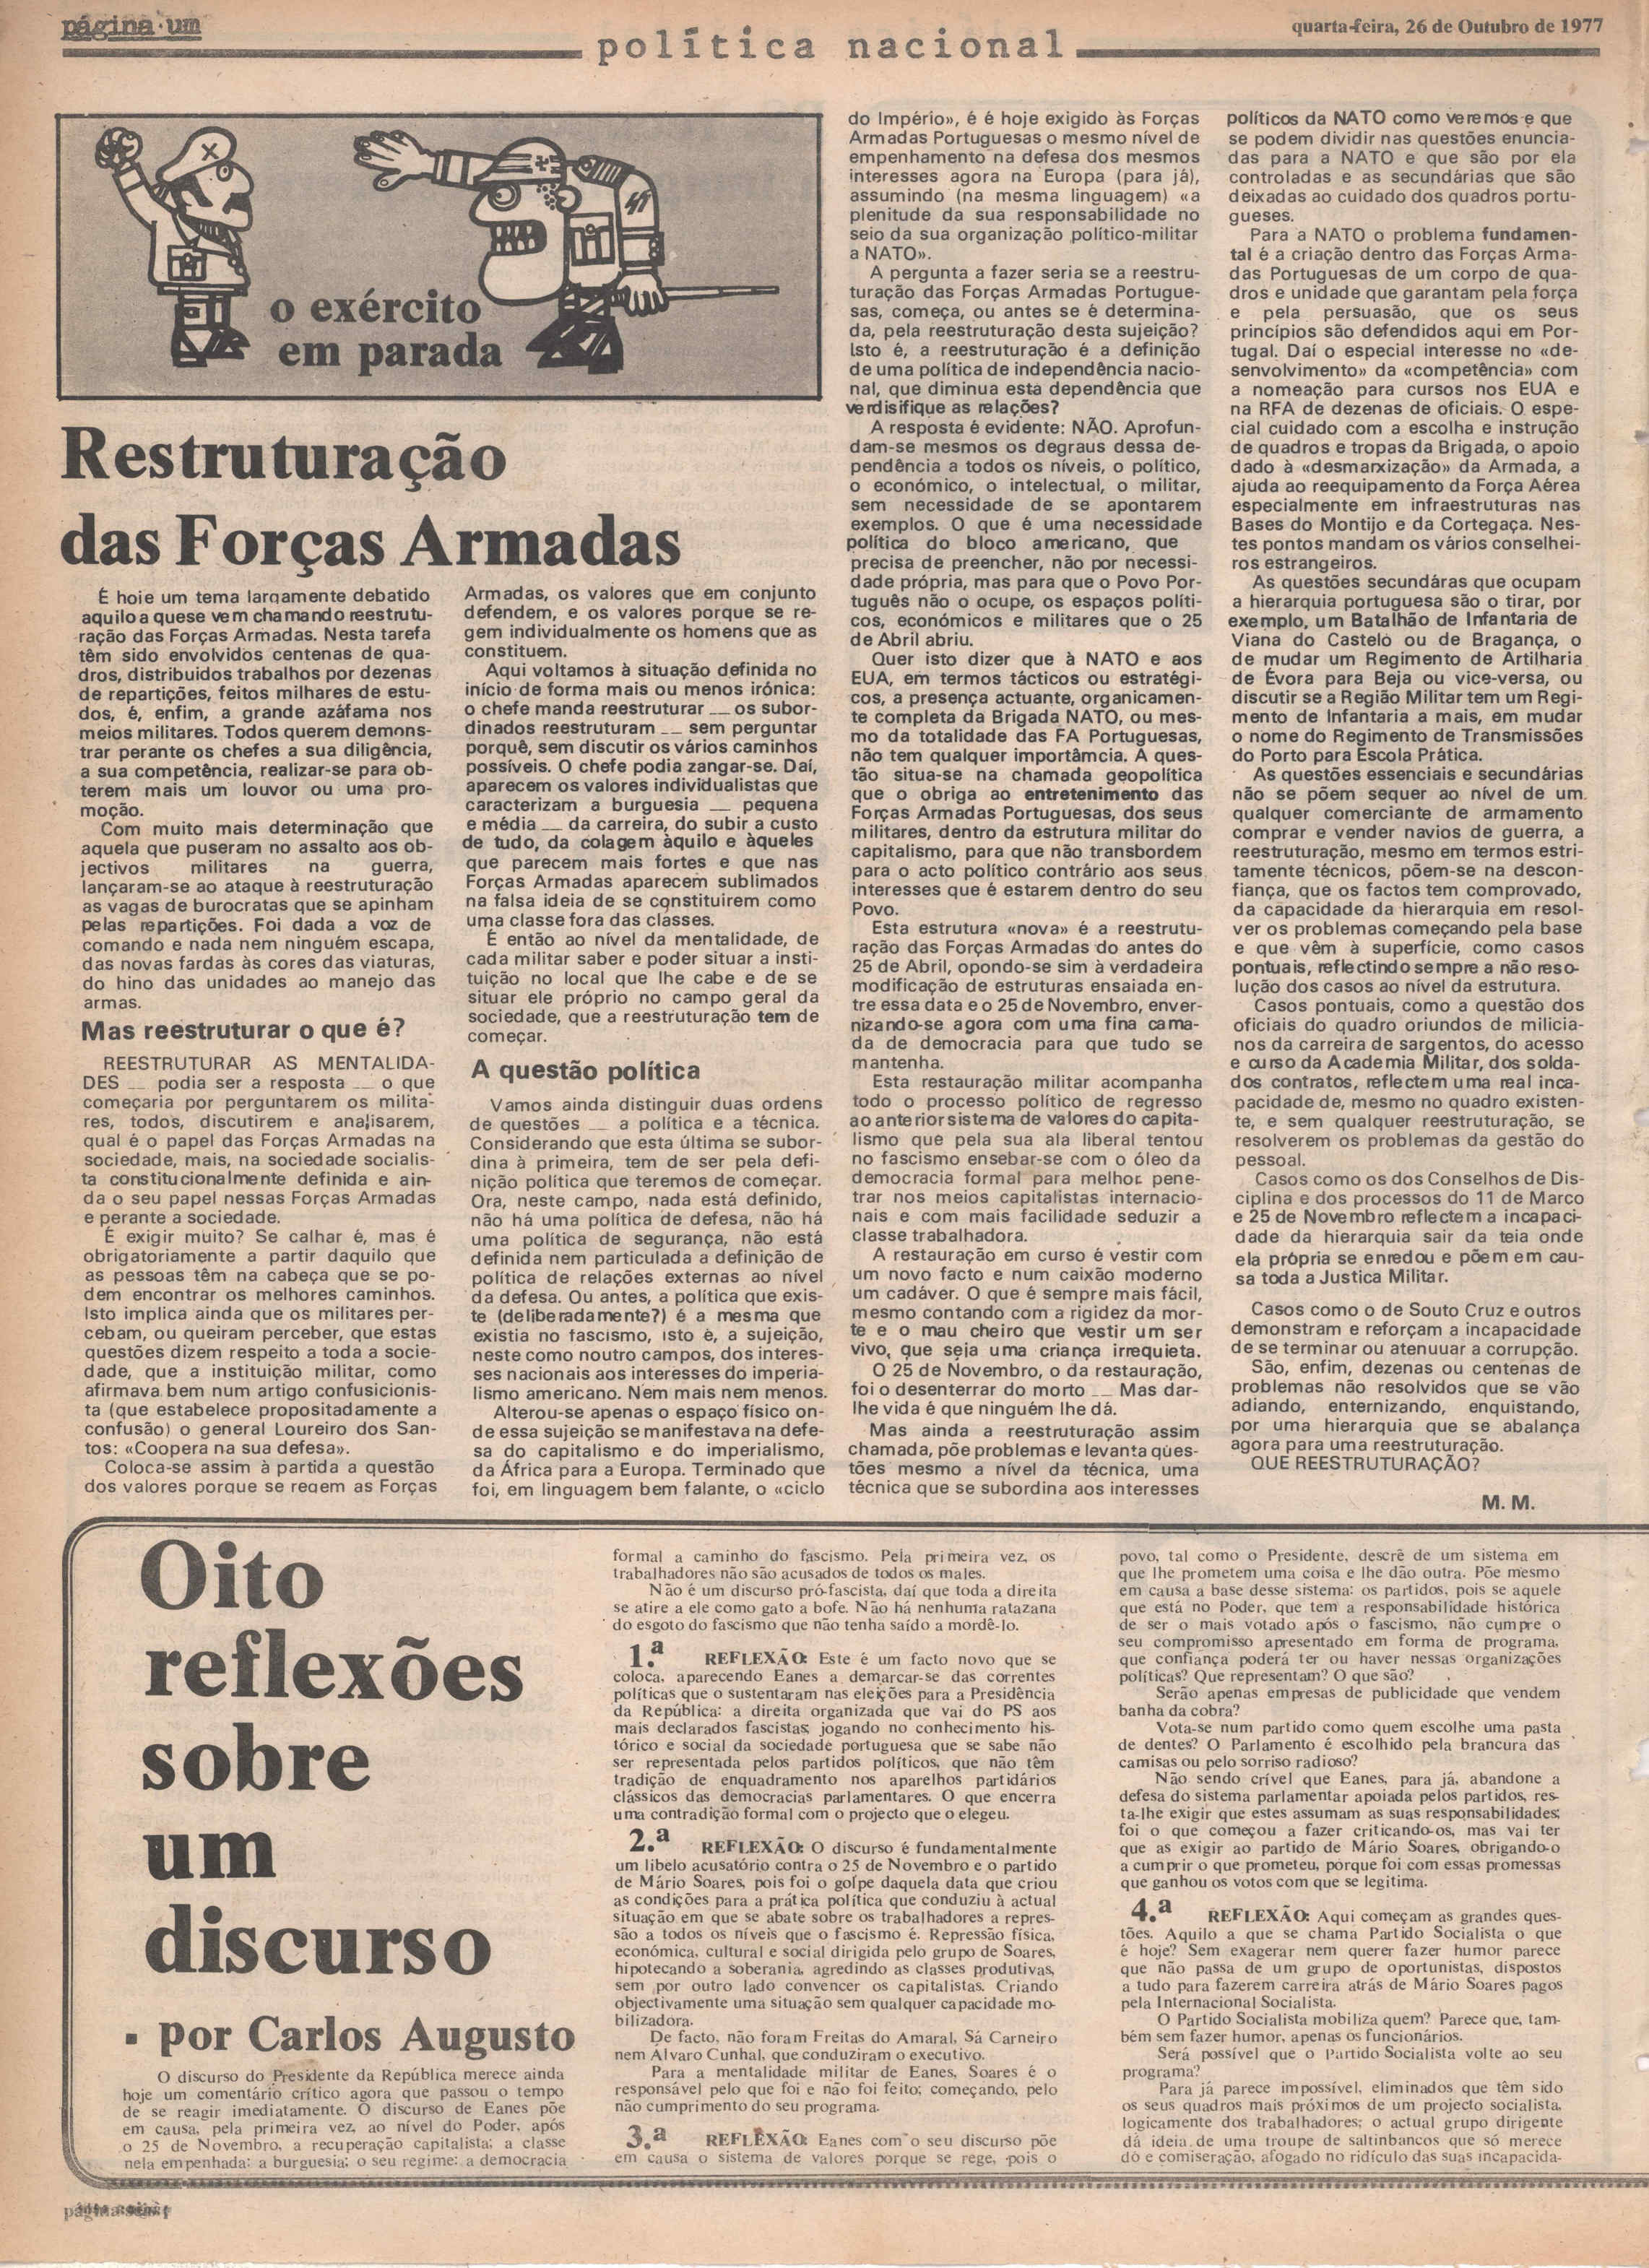 página um
política nacional
quarta-feira, 26 de Outubro de 1977
o exército
em parada
Restruturação
das Forças Armadas
É hoje um tema largamente debatido
aquilo a quese vem chamando reestrutu-
ração das Forças Armadas. Nesta tarefa
têm sido envolvidos centenas de qua-
dros, distribuidos trabalhos por dezenas
de repartições, feitos milhares de estu-
dos, é, enfim, a grande azáfama nos
meios militares. Todos querem demons-
trar perante os chefes a sua diligência,
a sua competência, realizar-se para ob-
terem mais um louvor ou uma pro-
moção.
Com muito mais determinação que
aquela que puseram no assalto aos ob-
jectivos militares na guerra,
lançaram-se ao ataque à reestruturação
as vagas de burocratas que se apinham
pelas repartições. Foi dada a voz de
comando e nada nem ninguém escapa,
das novas fardas às cores das viaturas,
do hino das unidades ao manejo das
armas.
Mas reestruturar o que é?
REESTRUTURAR AS MENTALIDA-
DES __ podia ser a resposta __ o que
começaria por perguntarem os milita-
res, todos, discutirem e analisarem,
qual é o papel das Forças Armadas na
sociedade, mais, na sociedade socialis-
ta constitucionalmente definida e ain-
da o seu papel nessas Forças Armadas
e perante a sociedade.
É exigir muito? Se calhar é, mas é
obrigatoriamente a partir daquilo que
as pessoas têm na cabeça que se po-
dem encontrar os melhores caminhos.
Isto implica ainda que os militares per-
cebam, ou queiram perceber, que estas
questões dizem respeito a toda a socie-
dade, que a instituição militar, como
afirmava bem num artigo confusicionis-
ta (que estabelece propositadamente a
confusão) o general Loureiro dos San-
tos: «Coopera na sua defesa».
Coloca-se assim à partida a questão
dos valores porque se regem as Forças
Armadas, os valores que em conjunto
defendem, e os valores porque se re-
gem individualmente os homens que as
constituem.
Aqui voltamos à situação definida no
início de forma mais ou menos irónica:
o chefe manda reestruturar __ os subor-
dinados reestruturam __ sem perguntar
porquê, sem discutir os vários caminhos
possíveis. O chefe podia zangar-se. Daí,
aparecem os valores individualistas que
caracterizam a burguesia __ pequena
e média __ da carreira, do subir a custo
de tudo, da colagem àquilo e àqueles
que parecem mais fortes e que nas
Forças Armadas aparecem sublimados
na falsa ideia de se constituirem como
uma classe fora das classes.
É então ao nível da mentalidade, de
cada militar saber e poder situar a insti-
tuição no local que lhe cabe e de se
situar ele próprio no campo geral da
sociedade, que a reestruturação tem de
começar.
A questão política
Vamos ainda distinguir duas ordens
de questões __ a política e a técnica.
Considerando que esta última se subor-
dina à primeira, tem de ser pela defi-
nição política que teremos de começar.
Ora, neste campo, nada está definido,
não há uma política de defesa, não há
uma política de segurança, não está
definida nem particulada a definição de
política de relações externas ao nível
da defesa. Ou antes, a política que exis-
te (deliberadamente?) é a mesma que
existia no fascismo, isto é, a sujeição,
neste como noutro campos, dos interes-
ses nacionais aos interesses do imperia-
lismo americano. Nem mais nem menos.
Alterou-se apenas o espaço físico on-
de essa sujeição se manifestava na defe-
sa do capitalismo e do imperialismo,
da África para a Europa. Terminado que
foi, em linguagem bem falante, o «ciclo
do Império», é é hoje exigido às Forças
Armadas Portuguesas o mesmo nível de
empenhamento na defesa dos mesmos
interesses agora na Europa (para já),
assumindo (na mesma linguagem) «a
plenitude da sua responsabilidade no
seio da sua organização político-militar
a NATO».
A pergunta a fazer seria se a reestru-
turação das Forças Armadas Portugue-
sas, começa, ou antes se é determina-
da, pela reestruturação desta sujeição?
Isto é, a reestruturação é a definição
de uma política de independência nacio-
nal, que diminua esta dependência que
verdisifique as relações?
A resposta é evidente: NÃO. Aprofun-
dam-se mesmos os degraus dessa de-
pendência a todos os níveis, o político,
o económico, o intelectual, o militar,
sem necessidade de se apontarem
exemplos. O que é uma necessidade
política do bloco americano, que
precisa de preencher, não por necessi-
dade própria, mas para que o Povo Por-
tuguês não o ocupe, os espaços políti-
cos, económicos e militares que o 25
de Abril abriu.
Quer isto dizer que à NATO e aos
EUA, em termos tácticos ou estratégi-
cos, a presença actuante, organicamen-
te completa da Brigada NATO, ou mes-
mo da totalidade das FA Portuguesas,
não tem qualquer importâmcia. A ques-
tão situa-se na chamada geopolítica
que o obriga ao entretenimento das
Forças Armadas Portuguesas, dos seus
militares, dentro da estrutura militar do
capitalismo, para que não transbordem
para o acto político contrário aos seus
interesses que é estarem dentro do seu
Povo.
Esta estrutura «nova» é a reestrutu-
ração das Forças Armadas do antes do
25 de Abril, opondo-se sim à verdadeira
modificação de estruturas ensaiada en-
tre essa data e o 25 de Novembro, enver-
nizando-se agora com uma fina cama-
da de democracia para que tudo se
mantenha.
Esta restauração militar acompanha
todo o processo político de regresso
ao anterior sistema de valores do capita-
lismo que pela sua ala liberal tentou
no fascismo ensebar-se com o óleo da
democracia formal para melhor pene-
trar nos meios capitalistas internacio-
nais e com mais facilidade seduzir a
classe trabalhadora.
A restauração em curso é vestir com
um novo facto e num caixão moderno
um cadáver. O que é sempre mais fácil,
mesmo contando com a rigidez da mor-
te e o mau cheiro que vestir um ser
vivo, que seja uma criança irrequieta.
O 25 de Novembro, o da restauração,
foi o desenterrar do morto __ Mas dar-
lhe vida é que ninguém lhe dá.
Mas ainda a reestruturação assim
chamada, põe problemas e levanta ques-
tões mesmo a nível da técnica, uma
técnica que se subordina aos interesses
políticos da NATO como veremos e que
se podem dividir nas questões enuncia-
das para a NATO e que são por ela
controladas e as secundárias que são
deixadas ao cuidado dos quadros portu-
gueses.
Para a NATO o problema fundamen-
tal é a criação dentro das Forças Arma-
das Portuguesas de um corpo de qua-
dros e unidade que garantam pela força
e pela persuasão, que os seus
princípios são defendidos aqui em Por-
tugal. Daí o especial interesse no «de-
senvolvimento» da «competência» com
a nomeação para cursos nos EUA e
na RFA de dezenas de oficiais. O espe-
cial cuidado com a escolha e instrução
de quadros e tropas da Brigada, o apoio
dado à «desmarxização» da Armada, a
ajuda ao reequipamento da Força Aérea
especialmente em infraestruturas nas
Bases do Montijo e da Cortegaça. Nes-
tes pontos mandam os vários conselhei-
ros estrangeiros.
As questões secundáras que ocupam
a hierarquia portuguesa são o tirar, por
exemplo, um Batalhão de Infantaria de
Viana do Castelo ou de Bragança, o
de mudar um Regimento de Artilharia
de Évora para Beja ou vice-versa, ou
discutir se a Região Militar tem um Regi-
mento de Infantaria a mais, em mudar
o nome do Regimento de Transmissões
do Porto para Escola Prática.
As questões essenciais e secundárias
não se põem sequer ao nível de um
qualquer comerciante de armamento
comprar e vender navios de guerra, a
reestruturação, mesmo em termos estri-
tamente técnicos, põem-se na descon-
fiança, que os factos tem comprovado,
da capacidade da hierarquia em resol-
ver os problemas começando pela base
e que vêm à superfície, como casos
pontuais, reflectindo sempre a não reso-
lução dos casos ao nível da estrutura.
Casos pontuais, como a questão dos
oficiais do quadro oriundos de milicia-
nos da carreira de sargentos, do acesso
e curso da Academia Militar, dos solda-
dos contratos, reflectem uma real inca-
pacidade de, mesmo no quadro existen-
te, e sem qualquer reestruturação, se
resolverem os problemas da gestão do
pessoal.
Casos como os dos Conselhos de Dis-
ciplina e dos processos do 11 de Marco
e 25 de Novembro reflectem a incapaci-
dade da hierarquia sair da teia onde
ela própria se enredou e põem em cau-
sa toda a Justica Militar.
Casos como o de Souto Cruz e outros
demonstram e reforçam a incapacidade
de se terminar ou atenuuar a corrupção.
São, enfim, dezenas ou centenas de
problemas não resolvidos que se vão
adiando, enternizando, enquistando,
por uma hierarquia que se abalança
agora para uma reestruturação.
QUE REESTRUTURAÇÃO?
M. M.
Oito
reflexões
sobre
um
discurso
▪ por Carlos Augusto
O discurso do Presidente da República merece ainda
hoje um comentário crítico agora que passou o tempo
de se reagir imediatamente. O discurso de Eanes põe
em causa, pela primeira vez, ao nível do Poder, após
o 25 de Novembro, a recuperação capitalista; a classe
nela empenhada: a burguesia; o seu regime: a democracia
formal a caminho do fascismo. Pela primeira vez, os
trabalhadores não são acusados de todos os males.
Não é um discurso pró-fascista, daí que toda a direita
se atire a ele como gato a bofe. Não há nenhuma ratazana
do esgoto do fascismo que não tenha saído a mordê-lo.
1.ª REFLEXÃO: Este é um facto novo que se
coloca, aparecendo Eanes a demarcar-se das correntes
políticas que o sustentaram nas eleições para a Presidência
da República: a direita organizada que vai do PS aos
mais declarados fascistas; jogando no conhecimento his-
tórico e social da sociedade portuguesa que se sabe não
ser representada pelos partidos políticos, que não têm
tradição de enquadramento nos aparelhos partidários
clássicos das democracias parlamentares. O que encerra
uma contradição formal com o projecto que o elegeu.
2.ª REFLEXÃO: O discurso é fundamentalmente
um libelo acusatório contra o 25 de Novembro e o partido
de Mário Soares, pois foi o golpe daquela data que criou
as condições para a prática política que conduziu à actual
situação em que se abate sobre os trabalhadores a repres-
são a todos os níveis que o fascismo é. Repressão física,
económica, cultural e social dirigida pelo grupo de Soares,
hipotecando a soberania, agredindo as classes produtivas,
sem por outro lado convencer os capitalistas. Criando
objectivamente uma situação sem qualquer capacidade mo-
bilizadora.
De facto, não foram Freitas do Amaral, Sá Carneiro
nem Álvaro Cunhal, que conduziram o executivo.
Para a mentalidade militar de Eanes, Soares é o
responsável pelo que foi e não foi feito; começando, pelo
não cumprimento do seu programa.
3.ª REFLEXÃO: Eanes com o seu discurso põe
em causa o sistema de valores porque se rege, pois o
povo, tal como o Presidente, descrê de um sistema em
que lhe prometem uma coisa e lhe dão outra. Põe mesmo
em causa a base desse sistema: os partidos, pois se aquele
que está no Poder, que tem a responsabilidade histórica
de ser o mais votado após o fascismo, não cumpre o
seu compromisso apresentado em forma de programa,
que confiança poderá ter ou haver nessas organizações
políticas? Que representam? O que são?
Serão apenas empresas de publicidade que vendem
banha da cobra?
Vota-se num partido como quem escolhe uma pasta
de dentes? O Parlamento é escolhido pela brancura das
camisas ou pelo sorriso radioso?
Não sendo crível que Eanes, para já, abandone a
defesa do sistema parlamentar apoiada pelos partidos, res-
ta-lhe exigir que estes assumam as suas responsabilidades;
foi o que começou a fazer criticando-os, mas vai ter
que as exigir ao partido de Mário Soares, obrigando-o
a cumprir o que prometeu, porque foi com essas promessas
que ganhou os votos com que se legitima.
4.ª REFLEXÃO: Aqui começam as grandes ques-
tões. Aquilo a que se chama Partido Socialista o que
é hoje? Sem exagerar nem querer fazer humor parece
que não passa de um grupo de oportunistas, dispostos
a tudo para fazerem carreira atrás de Mário Soares pagos
pela Internacional Socialista.
O Partido Socialista mobiliza quem? Parece que, tam-
bém sem fazer humor, apenas os funcionários.
Será possível que o Partido Socialista volte ao seu
programa?
Para já parece impossível, eliminados que têm sido
os seus quadros mais próximos de um projecto socialista,
logicamente dos trabalhadores; o actual grupo dirigente
dá ideia de uma troupe de saltinbancos que só merece
dó e comiseração, afogado no ridículo das suas incapacida-